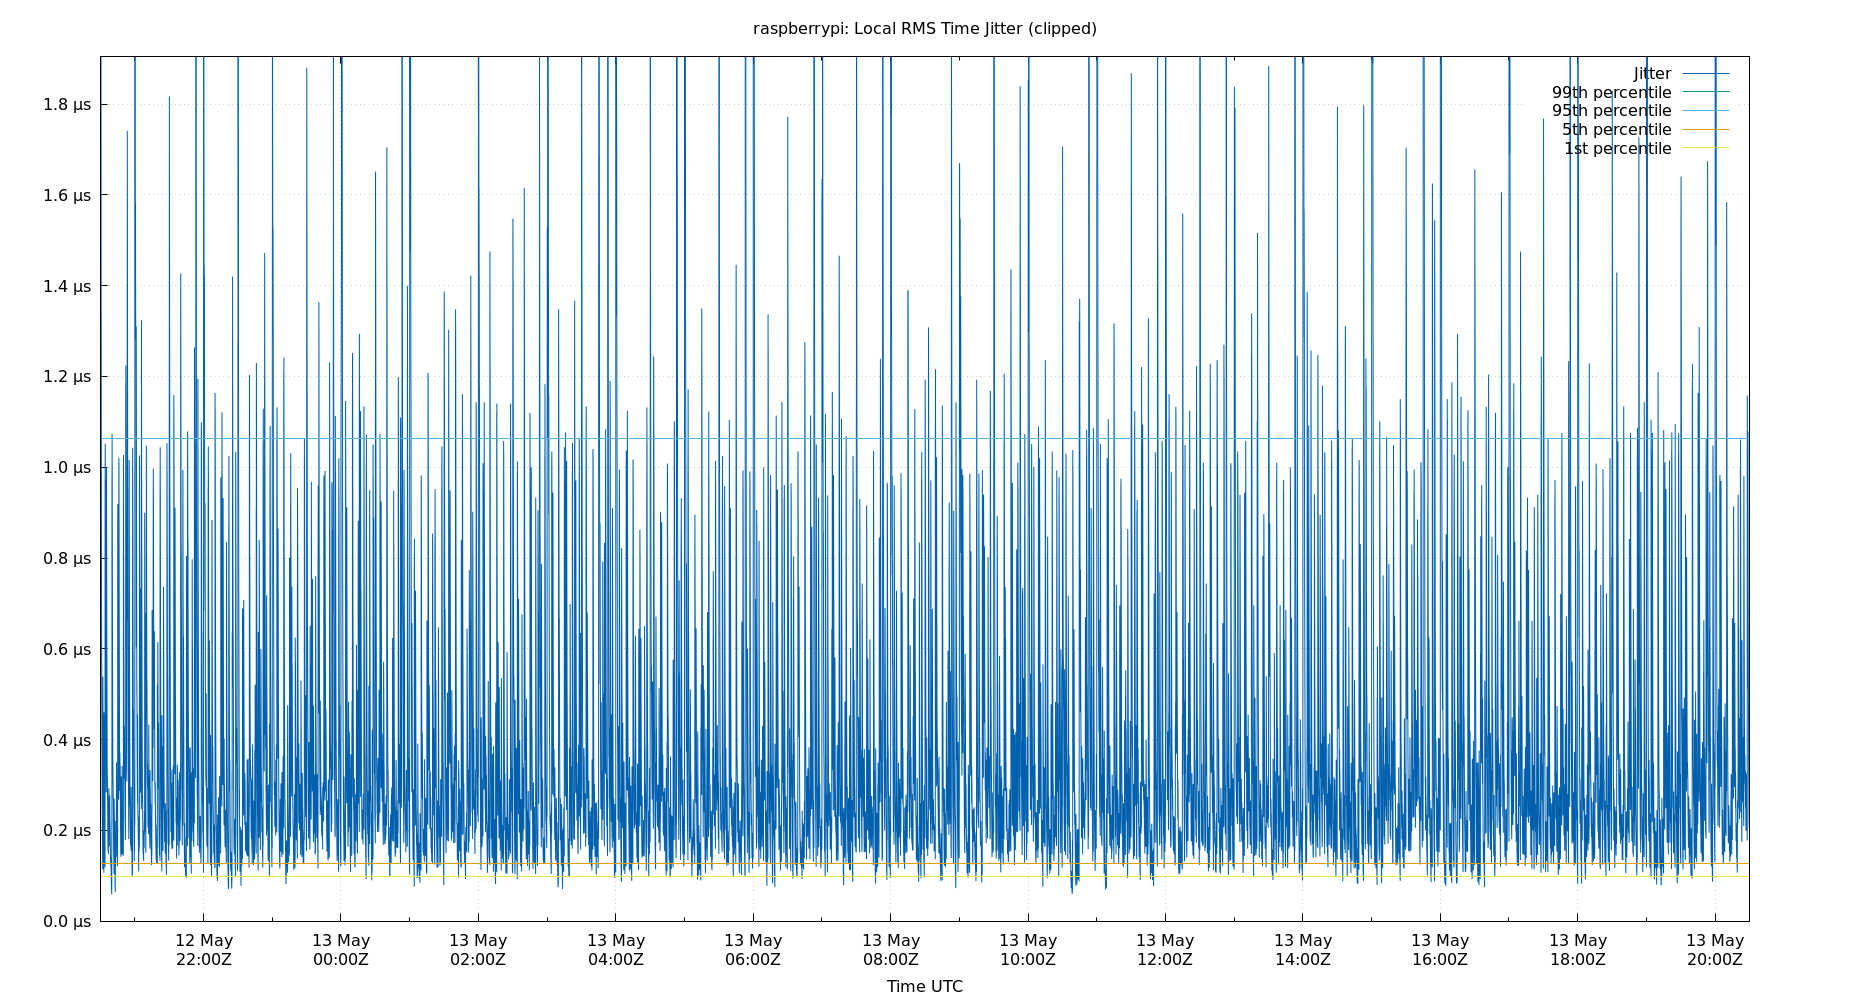 raspberrypi: Local RMS Time Jitter (clipped)
Jitter
99th percentile
95th percentile
5th percentile
1st percentile
1.8 µs
1.6 µs
1.4 µs
1.2 µs
1.0 µs
0.8 µs
0.6 µs
0.4 µs
0.2 µs
0.0 µs
12 May 13 May 13 May 13 May 13 May 13 May 13 May 13 May 13 May 13 May 13 May 13 May
22:00Z 00:00Z 02:00Z 04:00Z 06:00Z 08:00Z 10:00Z 12:00Z 14:00Z 16:00Z 18:00Z 20:00Z
Time UTC